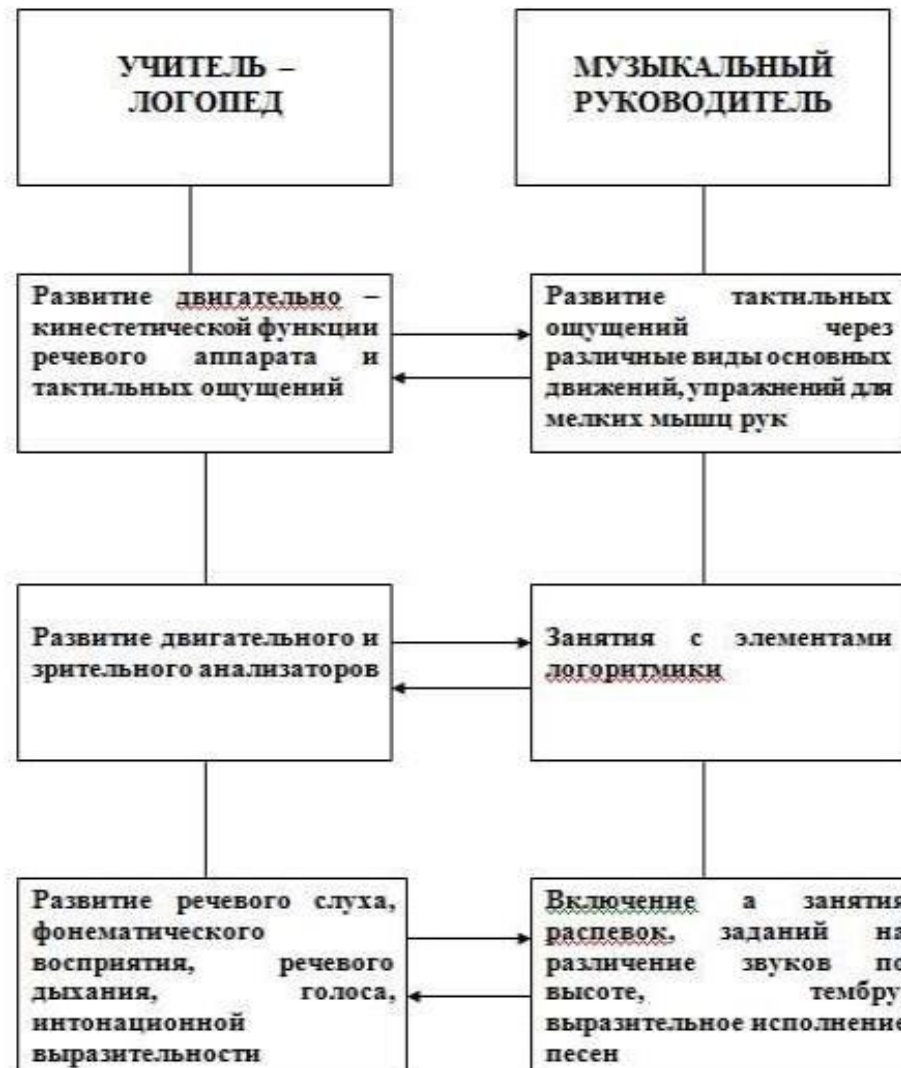 УЧИТЕЛЬ –
ЛОГОПЕД
МУЗЫКАЛЬНЫЙ
РУКОВОДИТЕЛЬ
Развитие двигательно –
кинестетической функции
речевого аппарата и
тактильных ощущений
Развитие тактильных
ощущений через
различные виды основных
движений, упражнений для
мелких мышц рук
Развитие двигательного и
зрительного анализаторов
Занятия с элементами
логоритмики
Развитие речевого слуха,
фонематического
восприятия, речевого
дыхания, голоса,
интонационной
выразительности
Включение а занятия
распевок, заданий на
различение звуков по
высоте, тембру,
выразительное исполнение
песен